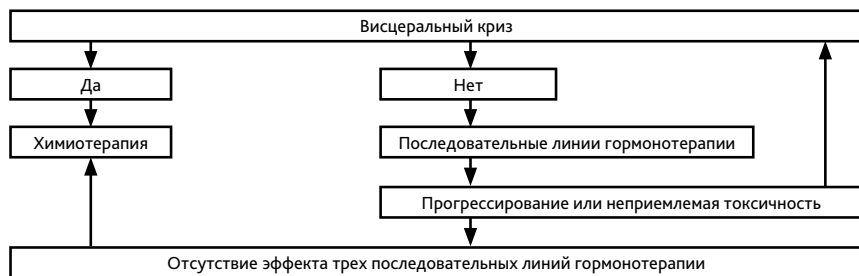 Висцеральный криз
Да
Нет
Химиотерапия
Последовательные линии гормонотерапии
Прогрессирование или неприемлемая токсичность
Отсутствие эффекта трех последовательных линий гормонотерапии